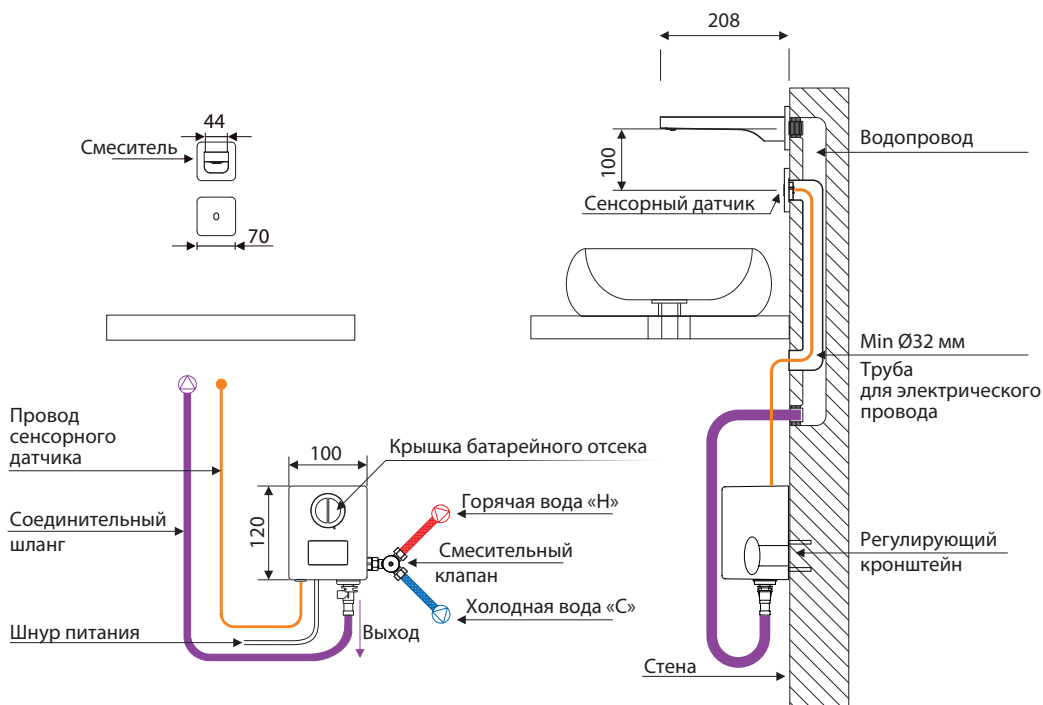 208
44
Смеситель
Водопровод
100
Сенсорный датчик
70
Min Ø32 мм
Труба
для электрического
провода
Провод
сенсорного
датчика
Крышка батарейного отсека
100
Горячая вода «H»
Соединительный
шланг
120
Смесительный
клапан
Регулирующий
кронштейн
Холодная вода «C»
Шнур питания
Выход
Стена